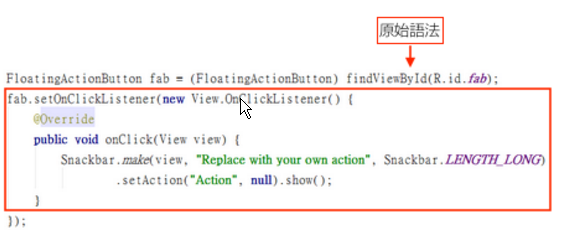 原始語法
FloatingActionButton fab = (FloatingActionButton) findViewById(R.id.fab);
fab.setOnClickListener(new View.OnClickListener() {
@Override
public void onClick(View view) {
Snackbar.make(view, "Replace with your own action", Snackbar.LENGTH_LONG)
.setAction("Action", null).show();
}
});